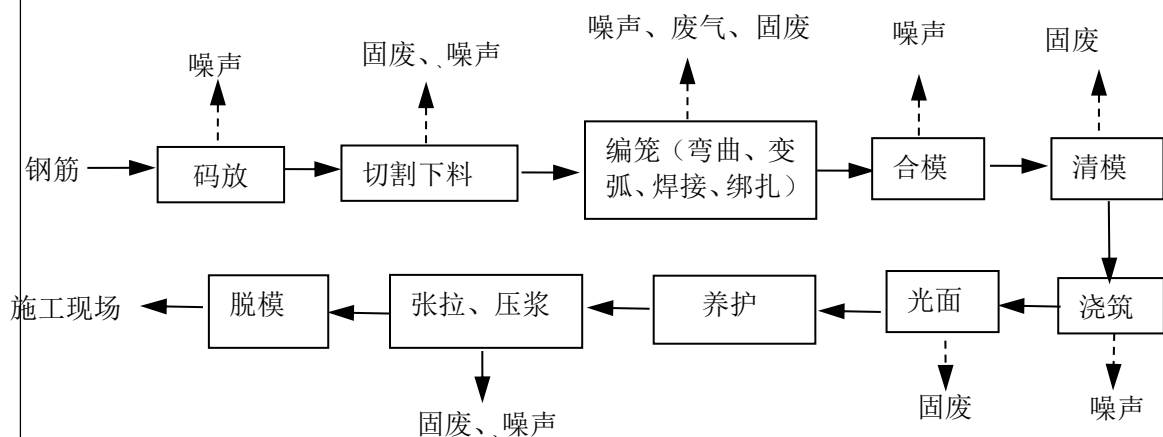 噪声
固废、噪声
噪声、废气、固废
噪声
固废
钢筋
码放
切割下料
编笼（弯曲、变
弧、焊接、绑扎）
合模
清模
施工现场
脱模
张拉、压浆
养护
光面
浇筑
固废、噪声
固废
噪声